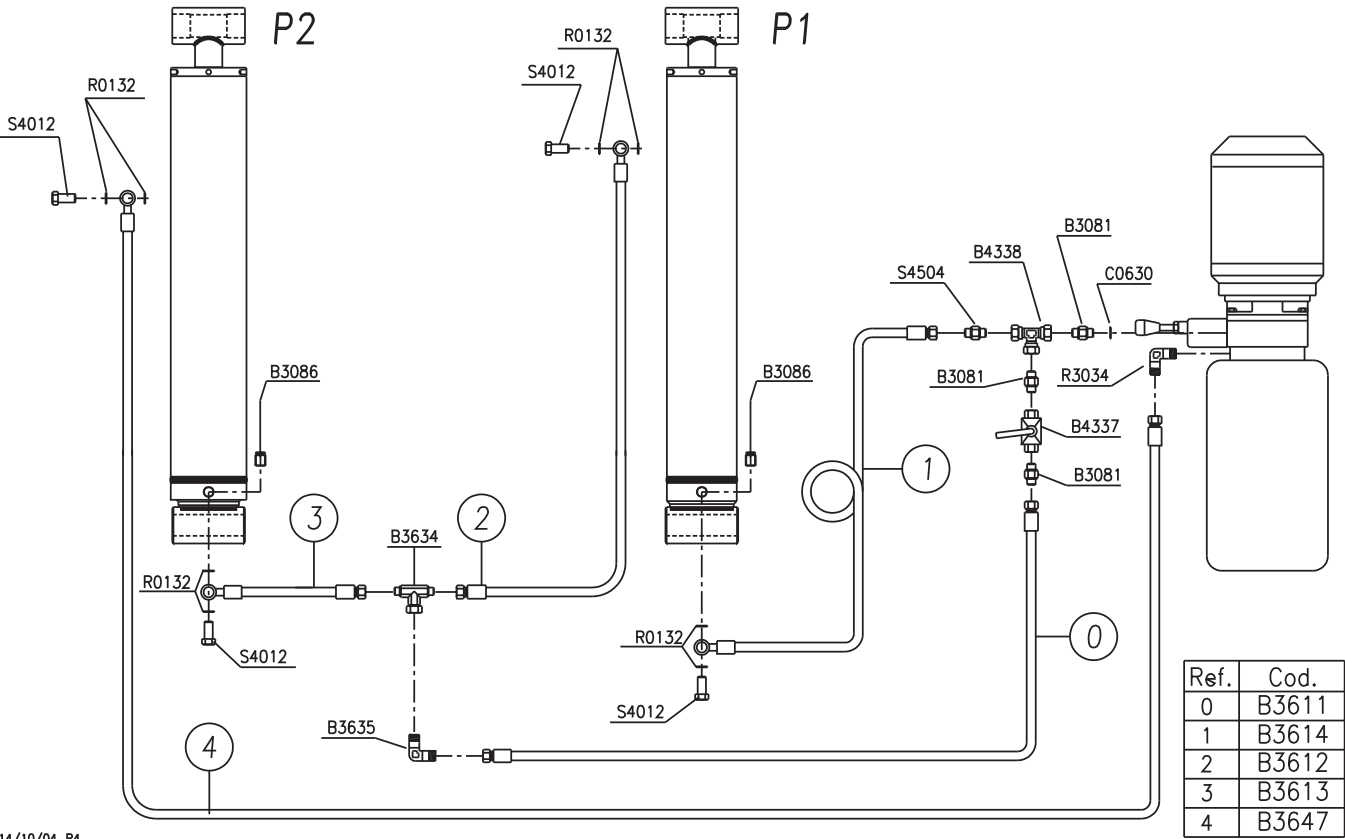 P2
P1
R0132
S4012
R0132
S4012
B3081
B4338
S4504
C0630
B3086
B3086
B3081
R3034
B4337
1
B3081
3
2
B3634
R0132
R0132
0
S4012
S4012
B3635
4
Ref. Cod.
0 B3611
1 B3614
2 B3612
3 B3613
4 B3647